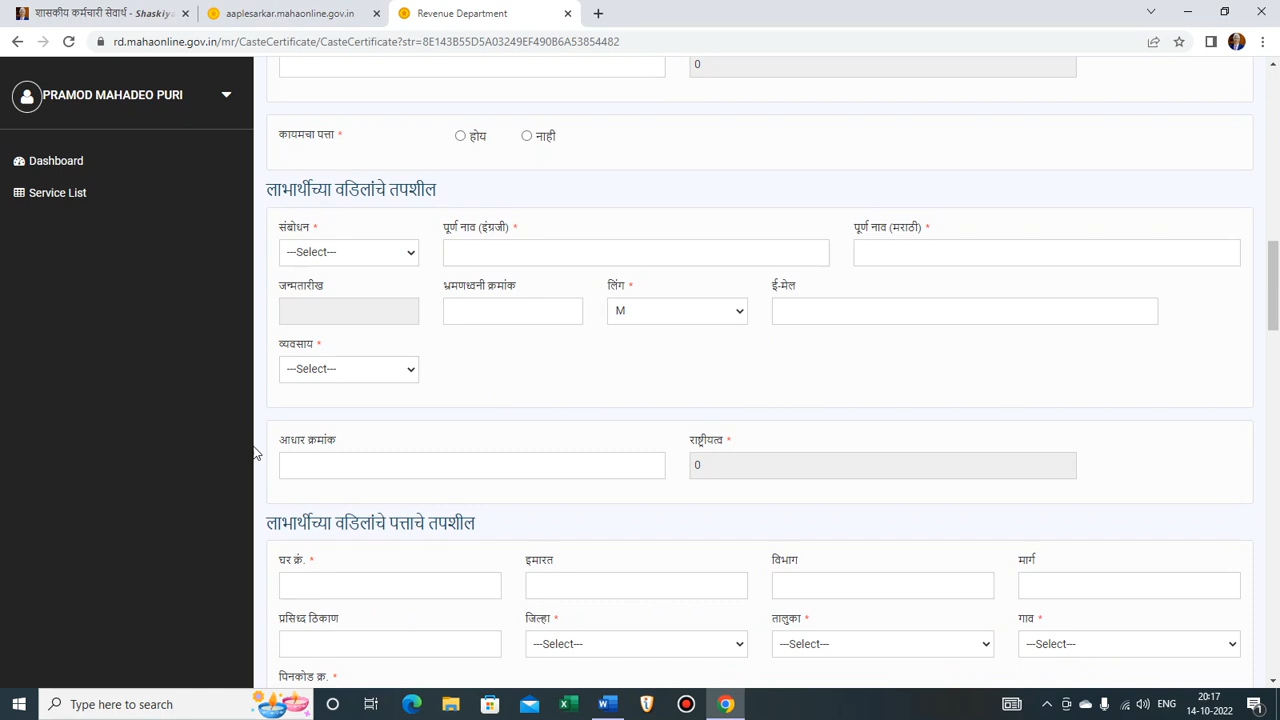 शासकीय कर्मचारी सेवार्थ - Shaskiy
aaplesarkar.mahaonline.gov.in
Revenue Department
rd.mahaonline.gov.in/mr/CasteCertificate/CasteCertificate?str=8E143B55D5A03249EF490B6A53854482
PRAMOD MAHADEO PURI
Dashboard
Service List
0
कायमचा पत्ता *
होय
नाही
लाभार्थीच्या वडिलांचे तपशील
संबोधन *
पूर्ण नाव (इंग्रजी) *
पूर्ण नाव (मराठी) *
---Select---
जन्मतारीख
भ्रमणध्वनी क्रमांक
लिंग *
ई-मेल
M
व्यवसाय *
---Select---
आधार क्रमांक
राष्ट्रीयत्व *
0
लाभार्थीच्या वडिलांचे पत्ताचे तपशील
घर क्रं. *
इमारत
विभाग
मार्ग
प्रसिध्द ठिकाण
जिल्हा *
तालुका *
गाव *
---Select---
---Select---
---Select---
पिनकोड क्र. *
Type here to search
ENG
20:17
14-10-2022